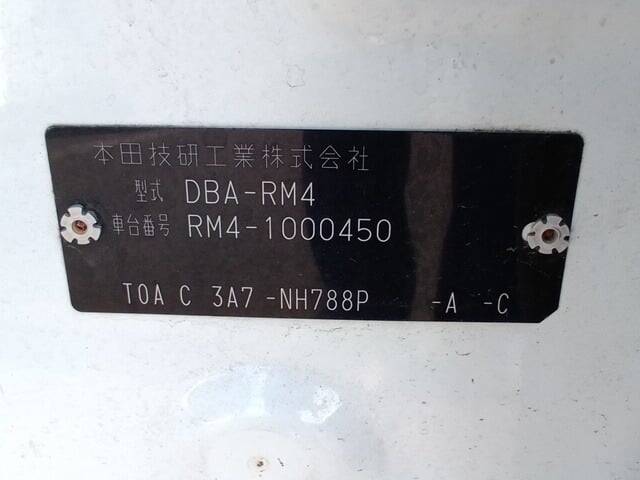 本田技研工業株式会社
型式 DBA-RM4
車台番号 RM4-1000450
TOA C 3A7 -NH788P -A -C